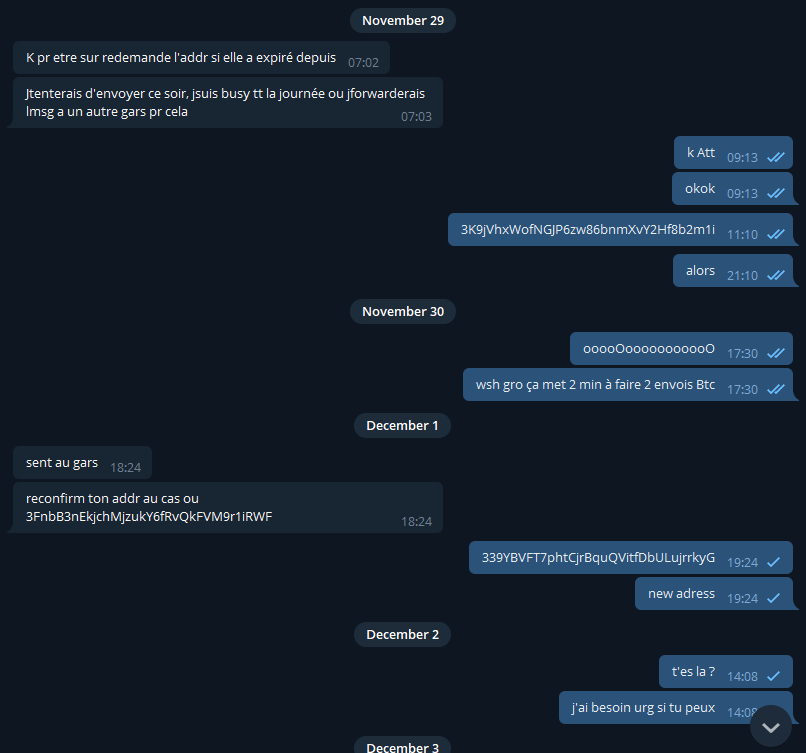 November 29
K pr etre sur redemande l'addr si elle a expiré depuis 07:02
Jtenterais d'envoyer ce soir, jsuis busy tt la journée ou jforwarderais
lmsg a un autre gars pr cela 07:03
k Att 09:13
okok 09:13
3K9jVhxWofNGJP6zw86bnmXvY2Hf8b2m1i 11:10
alors 21:10
November 30
ooooOooooooooooO 17:30
wsh gro ça met 2 min à faire 2 envois Btc 17:30
December 1
sent au gars 18:24
reconfirm ton addr au cas ou
3FnbB3nEkjchMjzukY6fRvQkFVM9r1iRWF 18:24
339YBVFT7phtCjrBquQVitfDbULujrrkyG 19:24
new adress 19:24
December 2
t'es la ? 14:08
j'ai besoin urg si tu peux 14:08
December 3